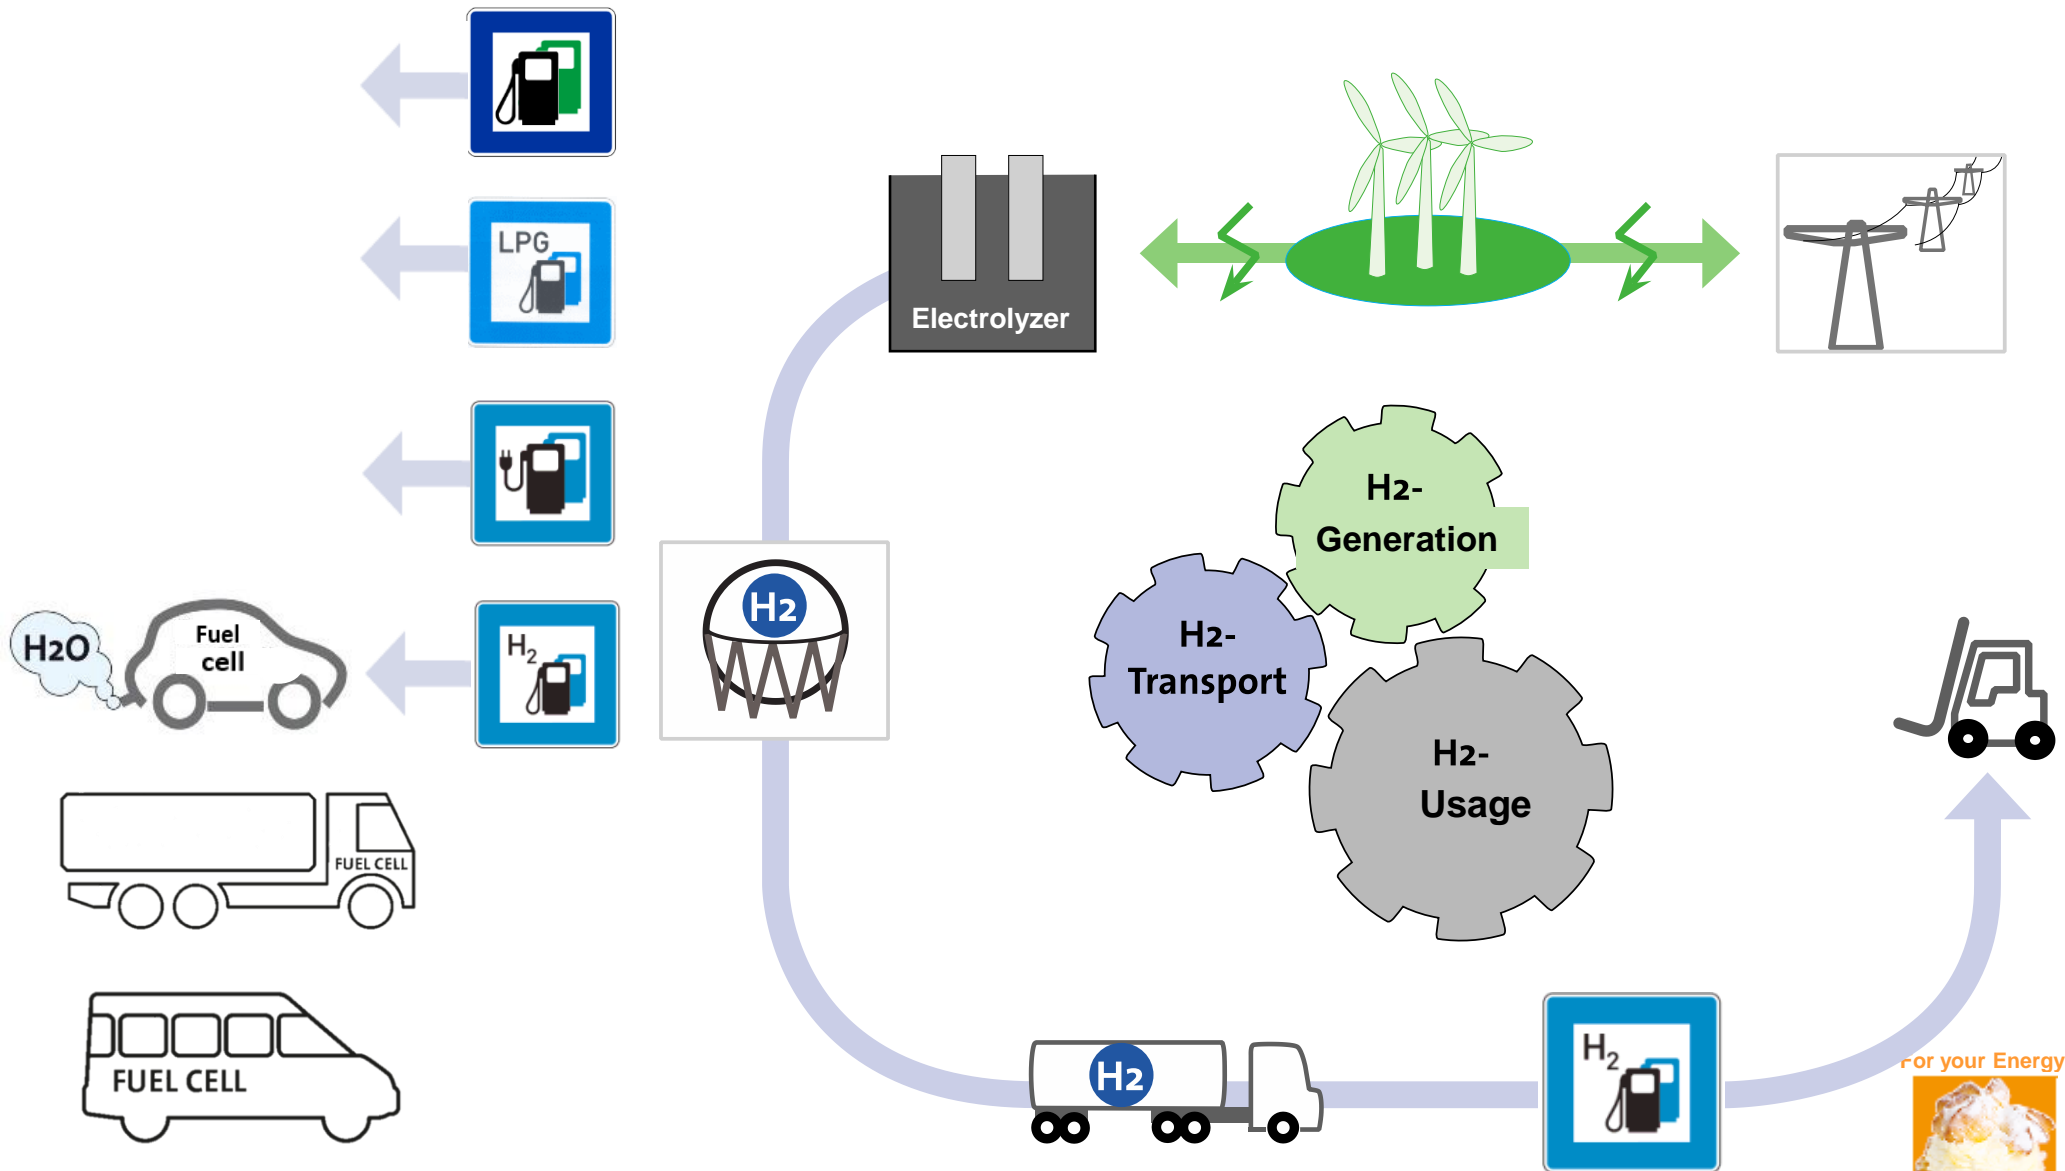 LPG
Electrolyzer
H2-
Generation
H2
H2-
Transport
H2O
Fuel
cell
H₂
H2-
Usage
FUEL CELL
FUEL CELL
H2
H₂
For your Energy